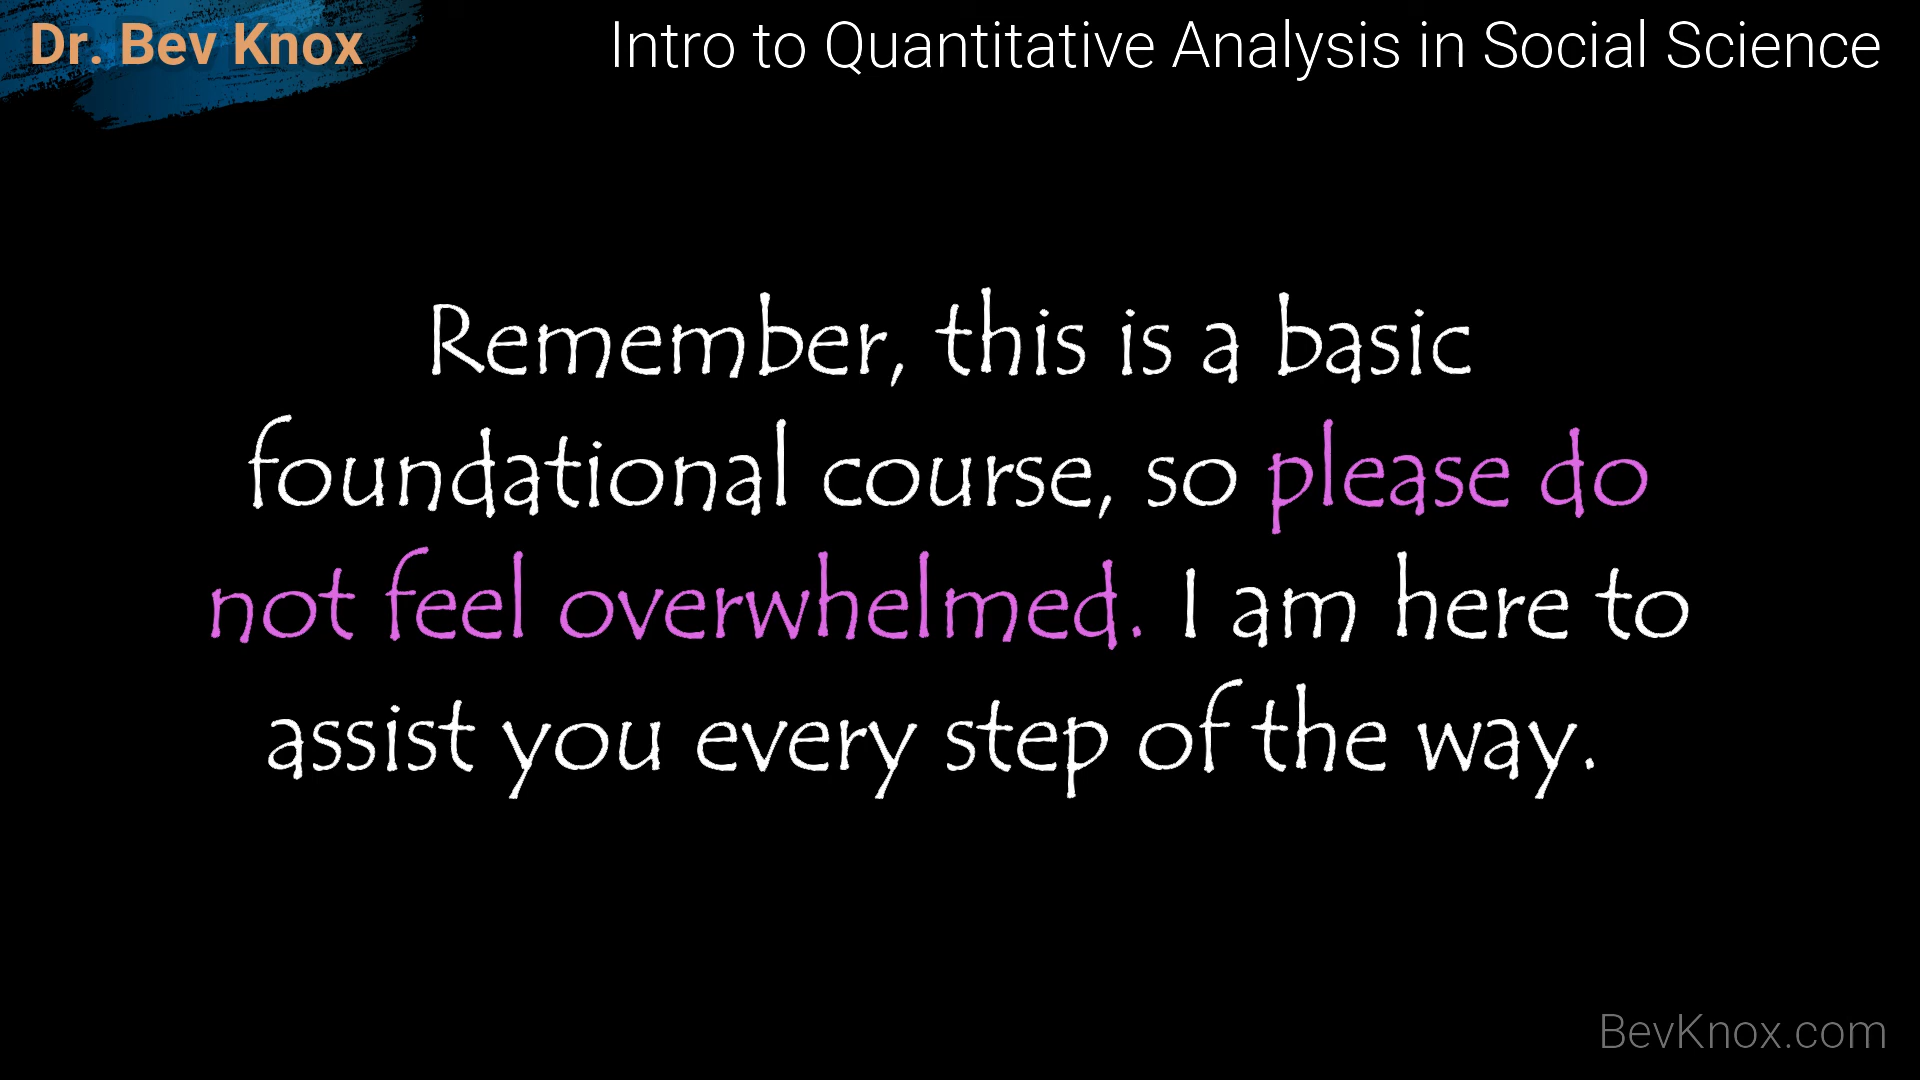 Dr. Bev Knox
Intro to Quantitative Analysis in Social Science
Remember, this is a basic
foundational course, so please do
not feel overwhelmed. I am here to
assist you every step of the way.
BevKnox.com